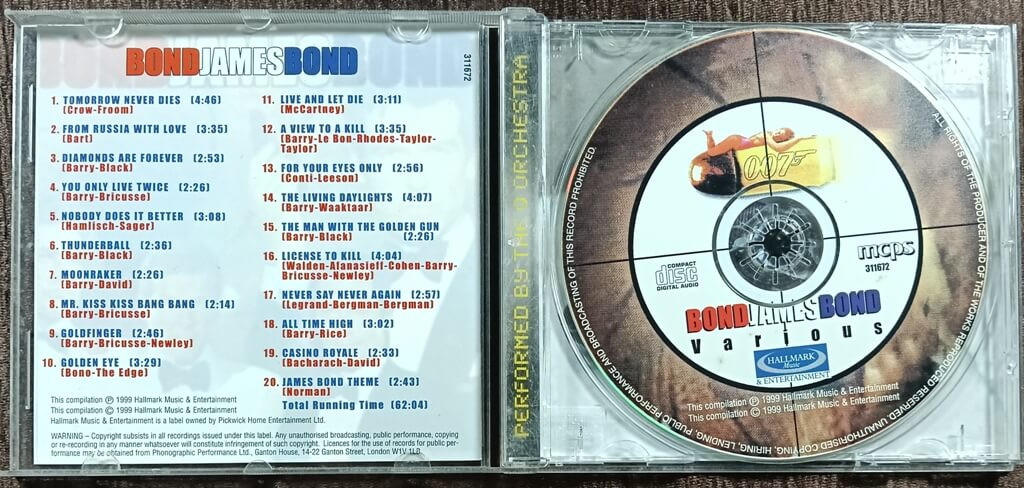 BONDJAMESBOND
311672
1. TOMORROW NEVER DIES (4:46)
(Crow-Froom)
2. FROM RUSSIA WITH LOVE (3:35)
(Bart)
3. DIAMONDS ARE FOREVER (2:53)
(Barry-Black)
4. YOU ONLY LIVE TWICE (2:26)
(Barry-Bricusse)
5. NOBODY DOES IT BETTER (3:08)
(Hamlisch-Sager)
6. THUNDERBALL (2:36)
(Barry-Black)
7. MOONRAKER (2:26)
(Barry-David)
8. MR. KISS KISS BANG BANG (2:14)
(Barry-Bricusse)
9. GOLDFINGER (2:46)
(Barry-Bricusse-Newley)
10. GOLDEN EYE (3:29)
(Bono-The Edge)
11. LIVE AND LET DIE (3:11)
(McCartney)
12. A VIEW TO A KILL (3:35)
(Barry-Le Bon-Rhodes-Taylor-
Taylor)
13. FOR YOUR EYES ONLY (2:56)
(Conti-Leeson)
14. THE LIVING DAYLIGHTS (4:07)
(Barry-Waaktaar)
15. THE MAN WITH THE GOLDEN GUN
(Barry-Black) (2:26)
16. LICENSE TO KILL (4:04)
(Walden-Afanasieff-Cohen-Barry-
Bricusse-Newley)
17. NEVER SAY NEVER AGAIN (2:57)
(Legrand-Bergman-Bergman)
18. ALL TIME HIGH (3:02)
(Barry-Rice)
19. CASINO ROYALE (2:33)
(Bacharach-David)
20. JAMES BOND THEME (2:43)
(Norman)
Total Running Time (62:04)
This compilation Ⓟ 1999 Hallmark Music & Entertainment
This compilation © 1999 Hallmark Music & Entertainment
Hallmark Music & Entertainment is a label owned by Pickwick Home Entertainment Ltd.
WARNING – Copyright subsists in all recordings issued under this label. Any unauthorised broadcasting, public performance, copying
or re-recording in any manner whatsoever will constitute infringement of such copyright. Licences for the use of records for public per-
formance may be obtained from Phonographic Performance Ltd., Ganton House, 14-22 Ganton Street, London W1V 1LB
PERFORMED BY THE O ORCHESTRA
ALL RIGHTS OF THE PRODUCER AND OF THE WORKS REPRODUCED RESERVED. UNAUTHORISED COPYING, HIRING, LENDING, PUBLIC PERFORMANCE AND BROADCASTING OF THIS RECORD PROHIBITED.
007
COMPACT
disc
DIGITAL AUDIO
mcps
311672
BONDJAMESBOND
Various
HALLMARK
Music
& ENTERTAINMENT
This compilation Ⓟ 1999 Hallmark Music & Entertainment
This compilation © 1999 Hallmark Music & Entertainment